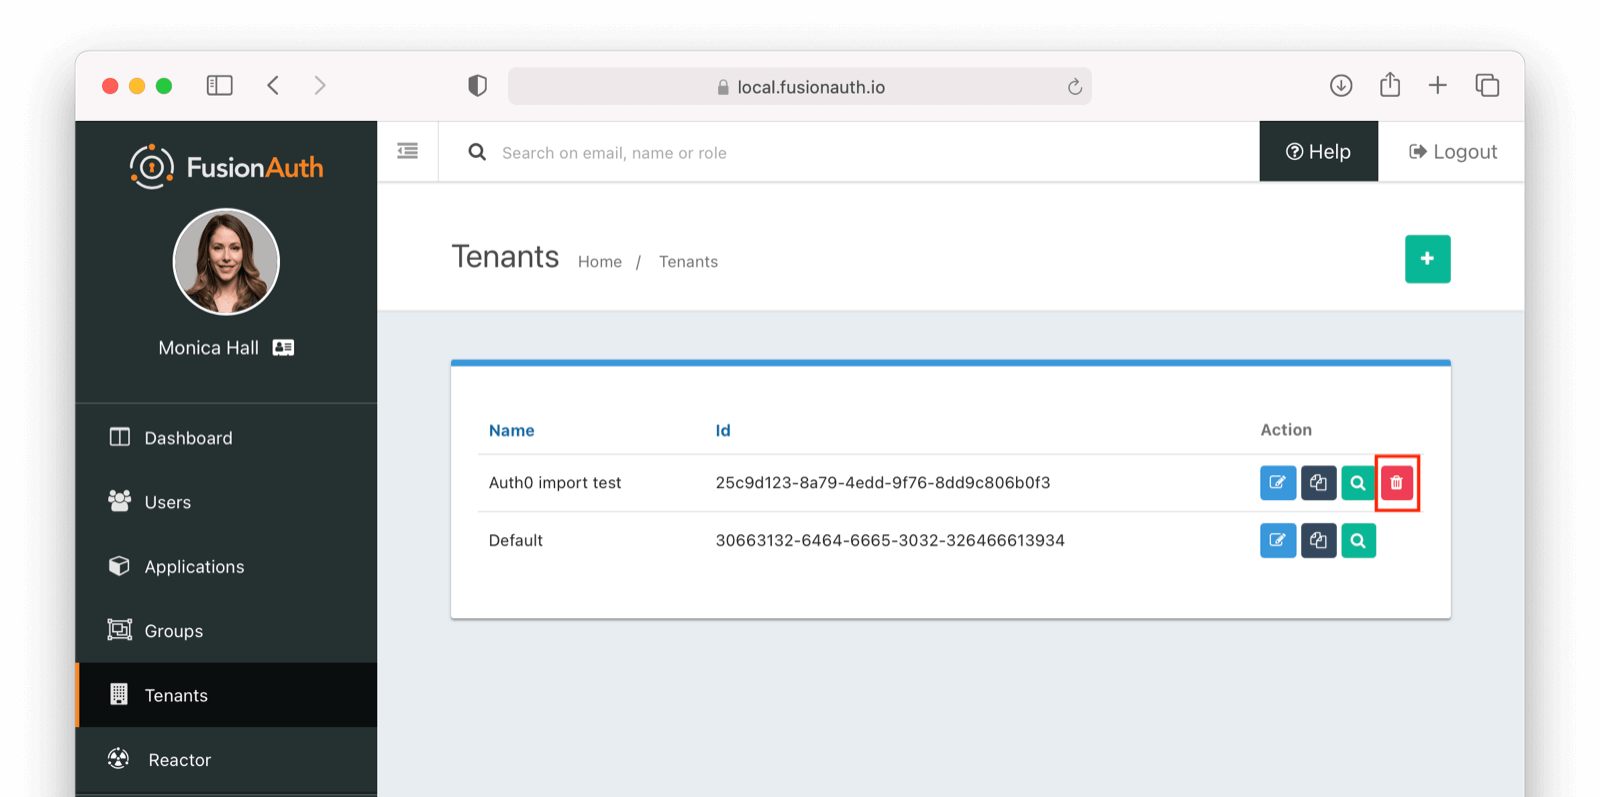 local.fusionauth.io
FusionAuth
Search on email, name or role
Help
Logout
Monica Hall
Tenants
Home / Tenants
Dashboard
Users
Applications
Groups
Tenants
Reactor
Name Id Action
Auth0 import test 25c9d123-8a79-4edd-9f76-8dd9c806b0f3
Default 30663132-6464-6665-3032-326466613934